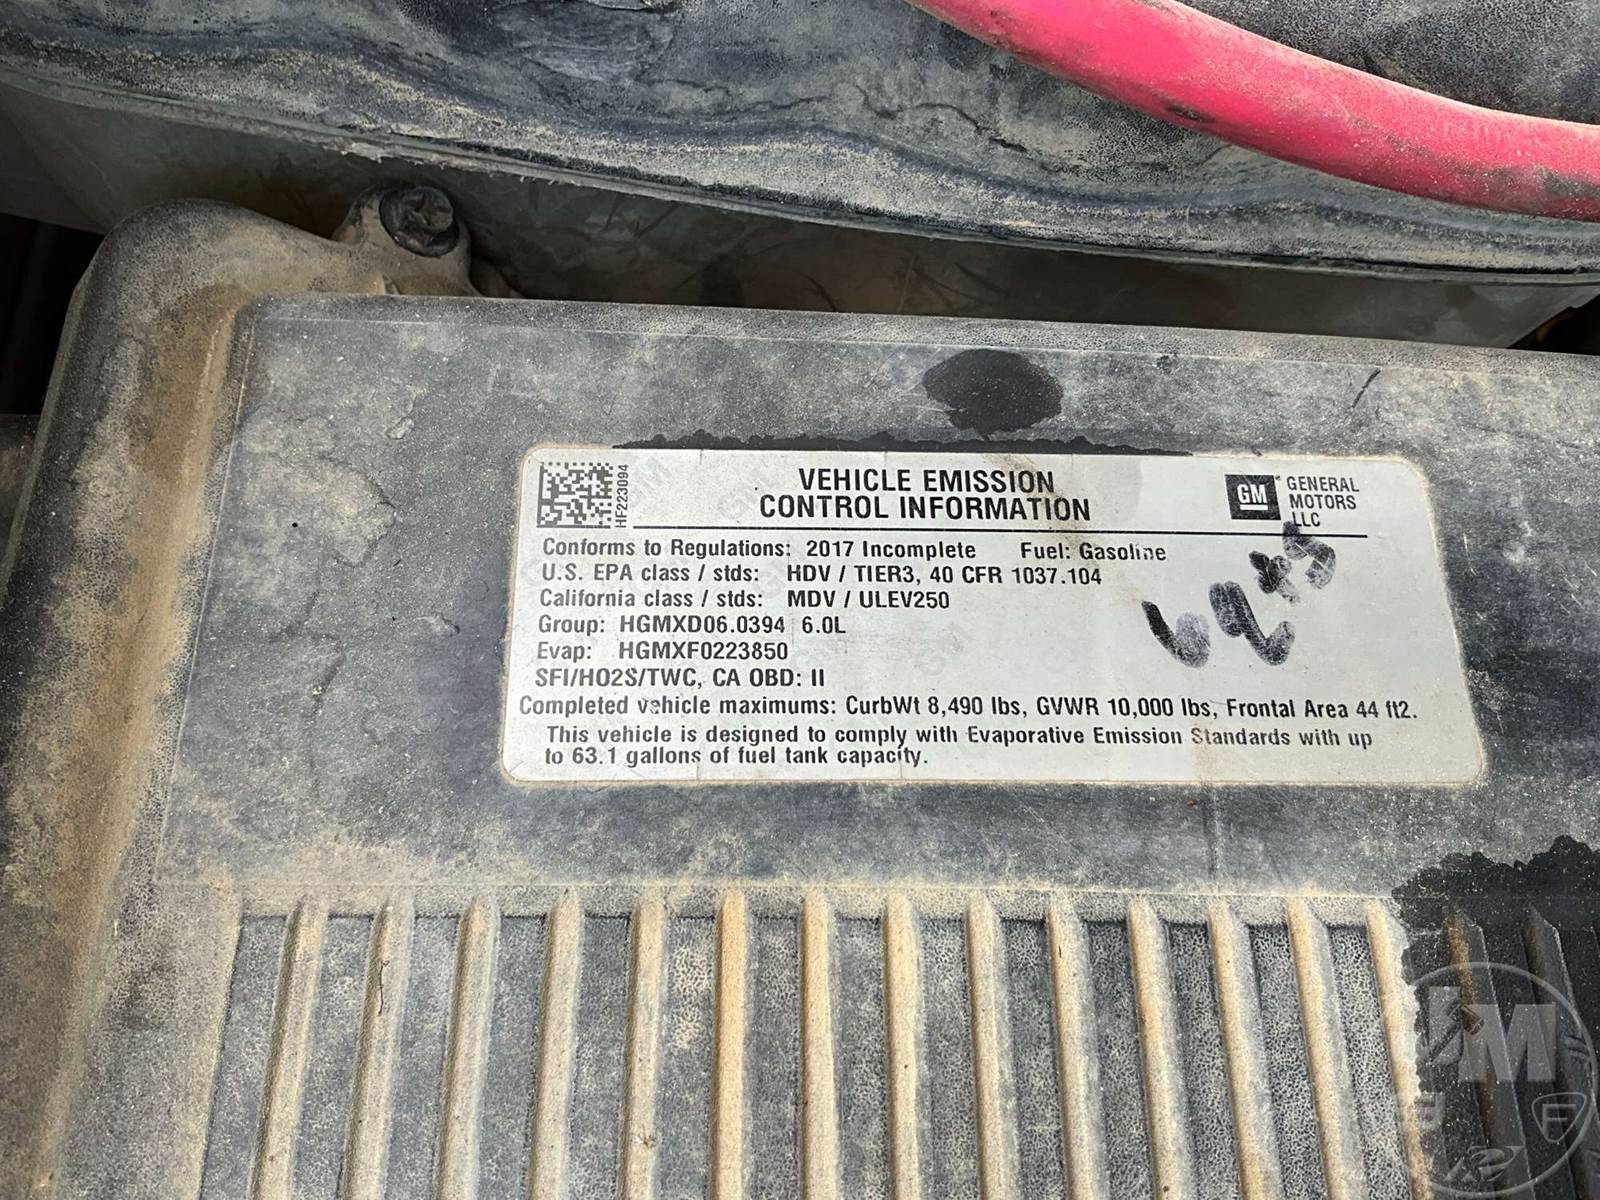 HF223094
VEHICLE EMISSION
CONTROL INFORMATION
GM
GENERAL
MOTORS
LLC
Conforms to Regulations: 2017 Incomplete Fuel: Gasoline
U.S. EPA class / stds: HDV / TIER3, 40 CFR 1037.104
California class / stds: MDV / ULEV250
Group: HGMXD06.0394 6.0L
Evap: HGMXF0223850
SFI/HO2S/TWC, CA OBD: II
Completed vehicle maximums: CurbWt 8,490 lbs, GVWR 10,000 lbs, Frontal Area 44 ft2.
This vehicle is designed to comply with Evaporative Emission Standards with up
to 63.1 gallons of fuel tank capacity.